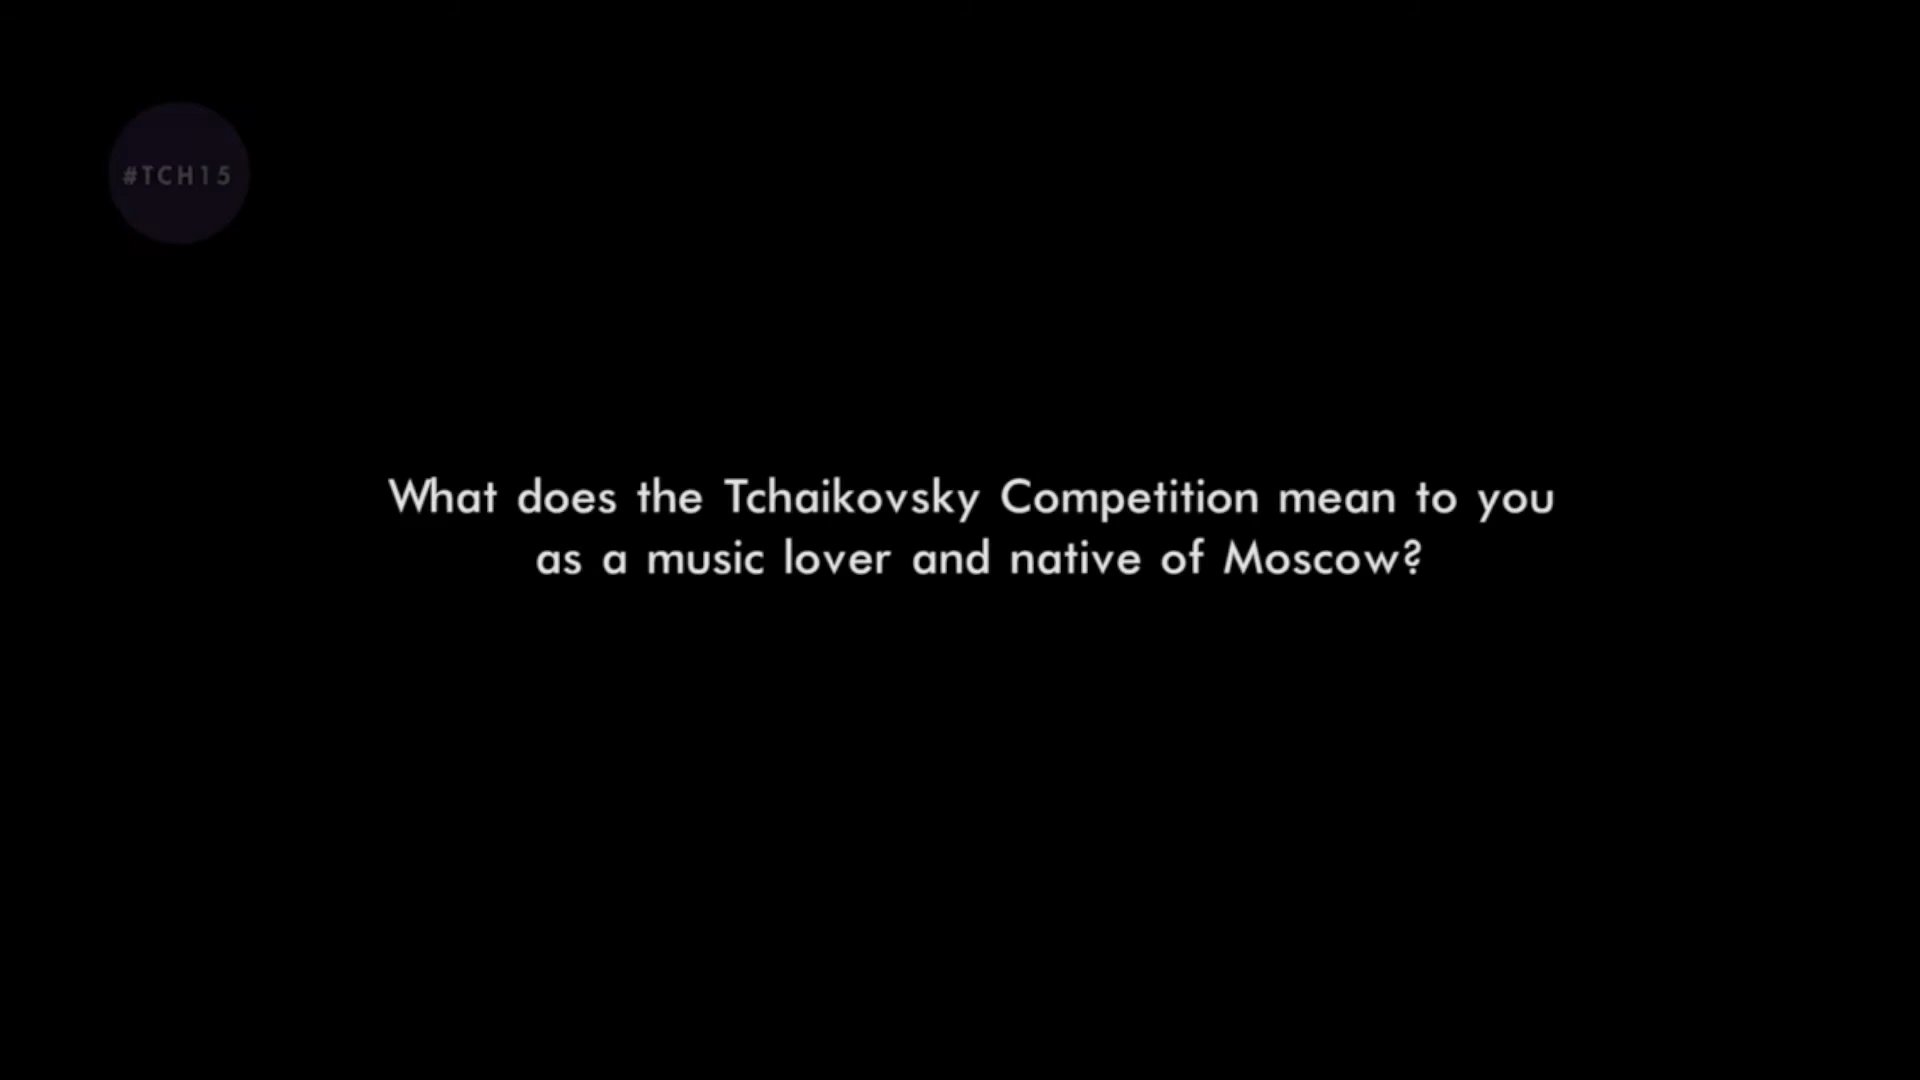 #TCH15
What does the Tchaikovsky Competition mean to you
as a music lover and native of Moscow?